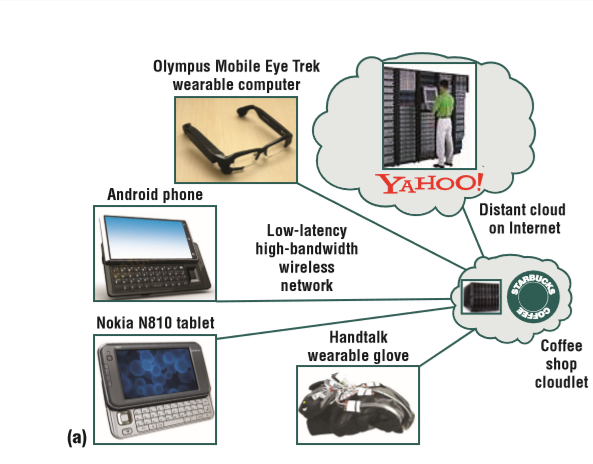 Olympus Mobile Eye Trek
wearable computer
YAHOO!
Android phone
Distant cloud
on Internet
Low-latency
high-bandwidth
wireless
network
STARBUCKS
COFFEE
Nokia N810 tablet
Handtalk
wearable glove
Coffee
shop
cloudlet
(a)